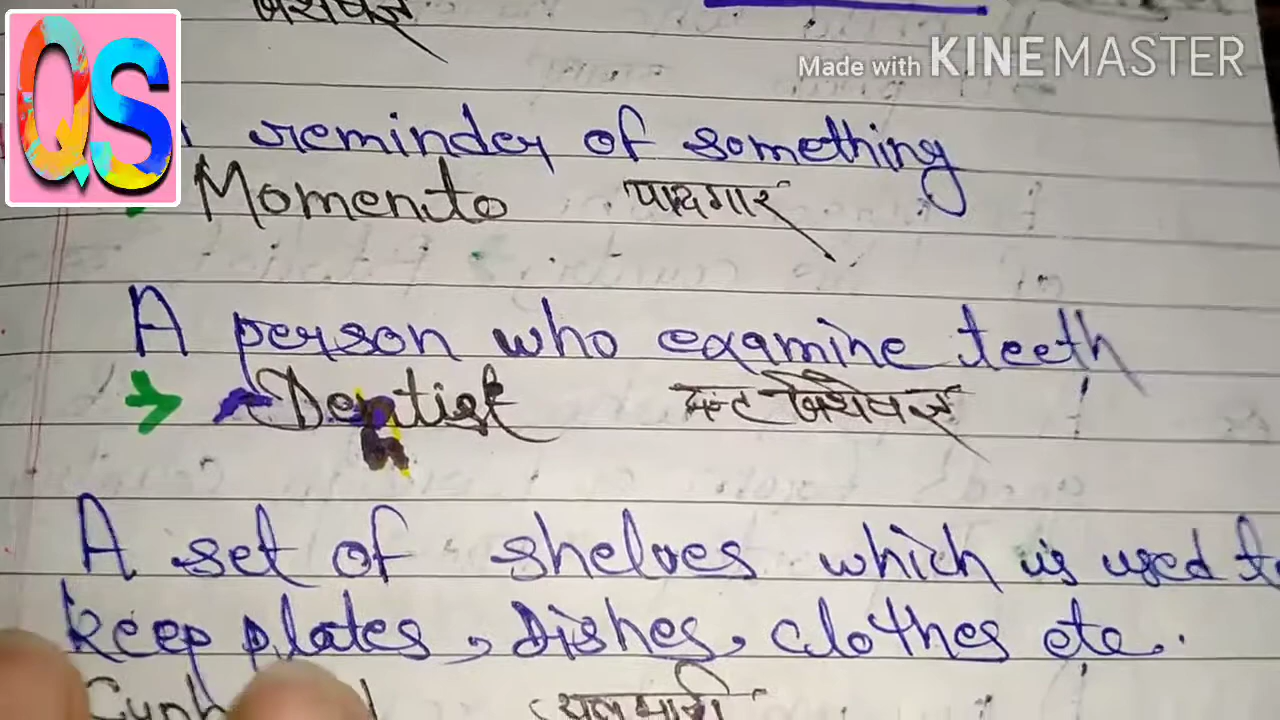 QS
Made with KINEMASTER
reminder of something
Momento यादगार
A person who examine teeth
→ Dentist दन्ट विशेषज्ञ
A set of shelves which is used to
keep plates, Dishes, clothes etc.